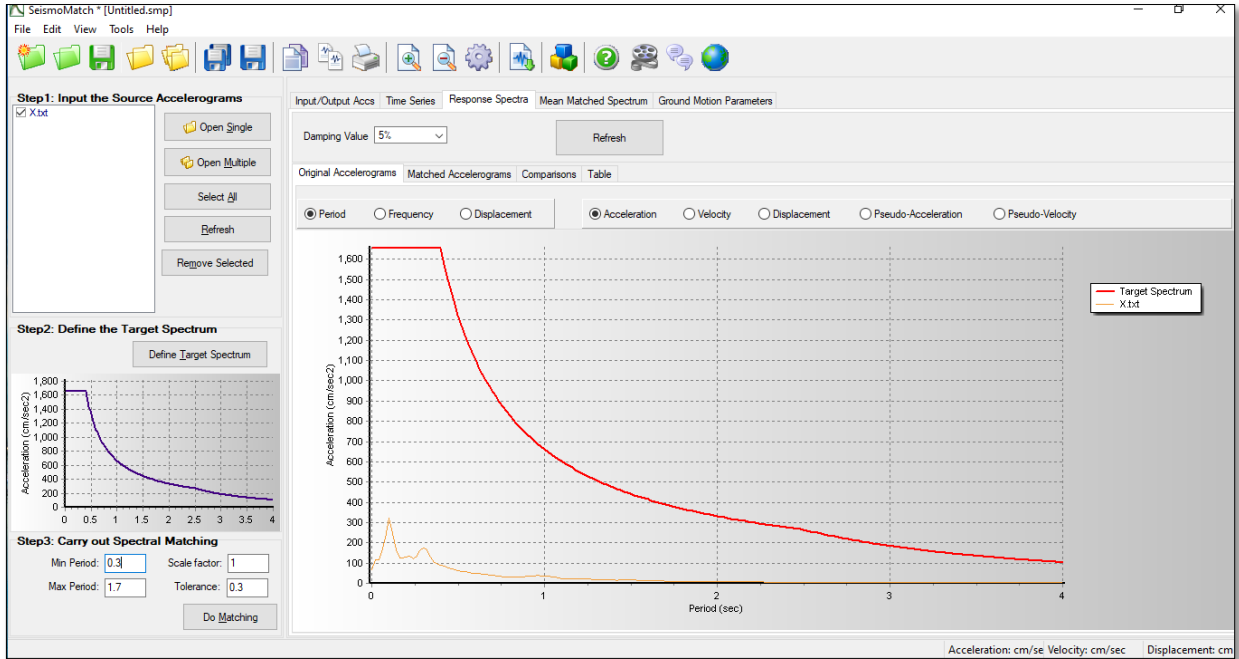 SeismoMatch * [Untitled.smp]
File Edit View Tools Help
Step1: Input the Source Accelerograms
X.txt
Open Single
Open Multiple
Select All
Refresh
Remove Selected
Step2: Define the Target Spectrum
Define Target Spectrum
Acceleration (cm/sec2)
1,800
1,600
1,400
1,200
1,000
800
600
400
200
0
0 0.5 1 1.5 2 2.5 3 3.5 4
Step3: Carry out Spectral Matching
Min Period: 0.3 Scale factor: 1
Max Period: 1.7 Tolerance: 0.3
Do Matching
Input/Output Accs Time Series Response Spectra Mean Matched Spectrum Ground Motion Parameters
Damping Value 5% Refresh
Original Accelerograms Matched Accelerograms Comparisons Table
Period Frequency Displacement Acceleration Velocity Displacement Pseudo-Acceleration Pseudo-Velocity
Acceleration (cm/sec2)
1,600
1,500
1,400
1,300
1,200
1,100
1,000
900
800
700
600
500
400
300
200
100
0
0 1 2 3 4
Period (sec)
Target Spectrum
X.txt
Acceleration: cm/se Velocity: cm/sec Displacement: cm